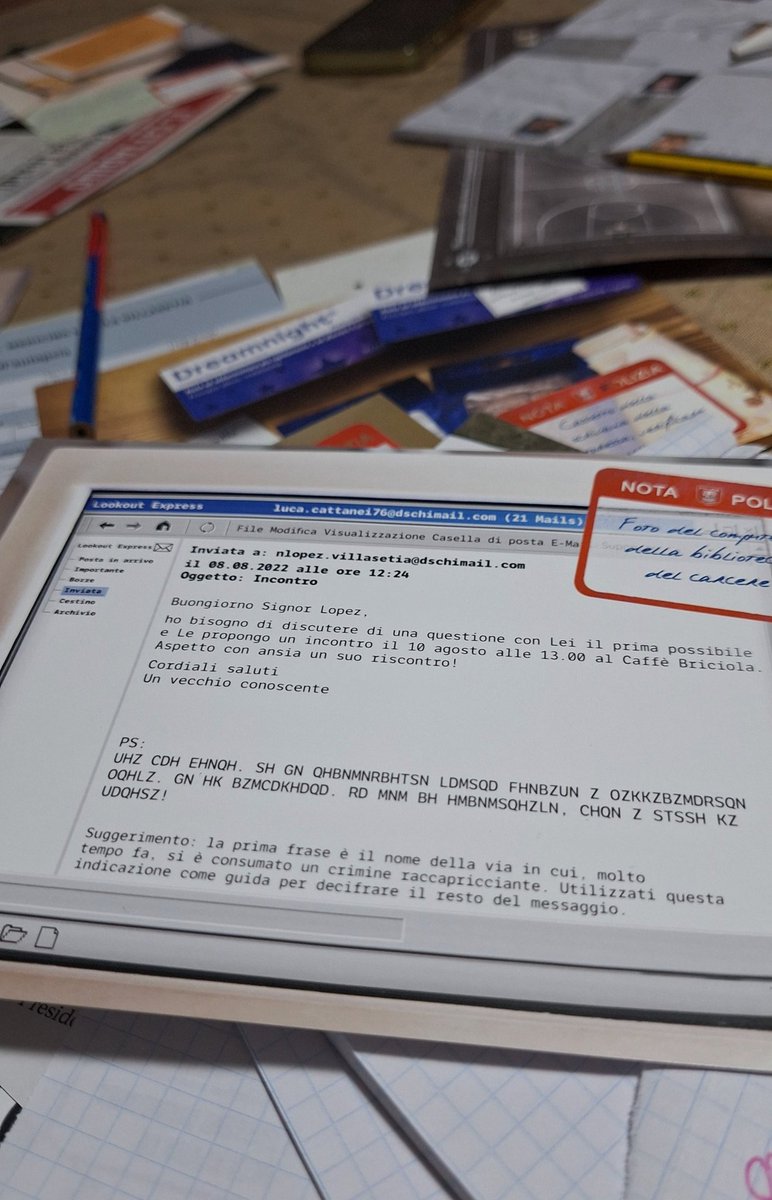 Dreamnight
NOTA
Lookout Express luca.cattanei76@dschimail.com (21 Mails)
NOTA POL
File Modifica Visualizzazione Casella di posta E-Ma
Foto del comput
della bibliotec
del carcere
Lookout Express
Posta in arrivo
Importante
Bozze
Inviata
Cestino
Archivio
Inviata a: nlopez.villasetia@dschimail.com
il 08.08.2022 alle ore 12:24
Oggetto: Incontro
Buongiorno Signor Lopez,
ho bisogno di discutere di una questione con Lei il prima possibile
e Le propongo un incontro il 10 agosto alle 13.00 al Caffè Briciola.
Aspetto con ansia un suo riscontro!
Cordiali saluti
Un vecchio conoscente
PS:
UHZ CDH EHNQH. SH GN QHBNMNRBHTSN LDMSQD FHNBZUN Z OZKKZBZMDRSQN
OQHLZ. GN HK BZMCDKHDQD. RD MNM BH HMBNMSQHZLN, CHQN Z STSSH KZ
UDQHSZ!
Suggerimento: la prima frase è il nome della via in cui, molto
tempo fa, si è consumato un crimine raccapricciante. Utilizzati questa
indicazione come guida per decifrare il resto del messaggio.